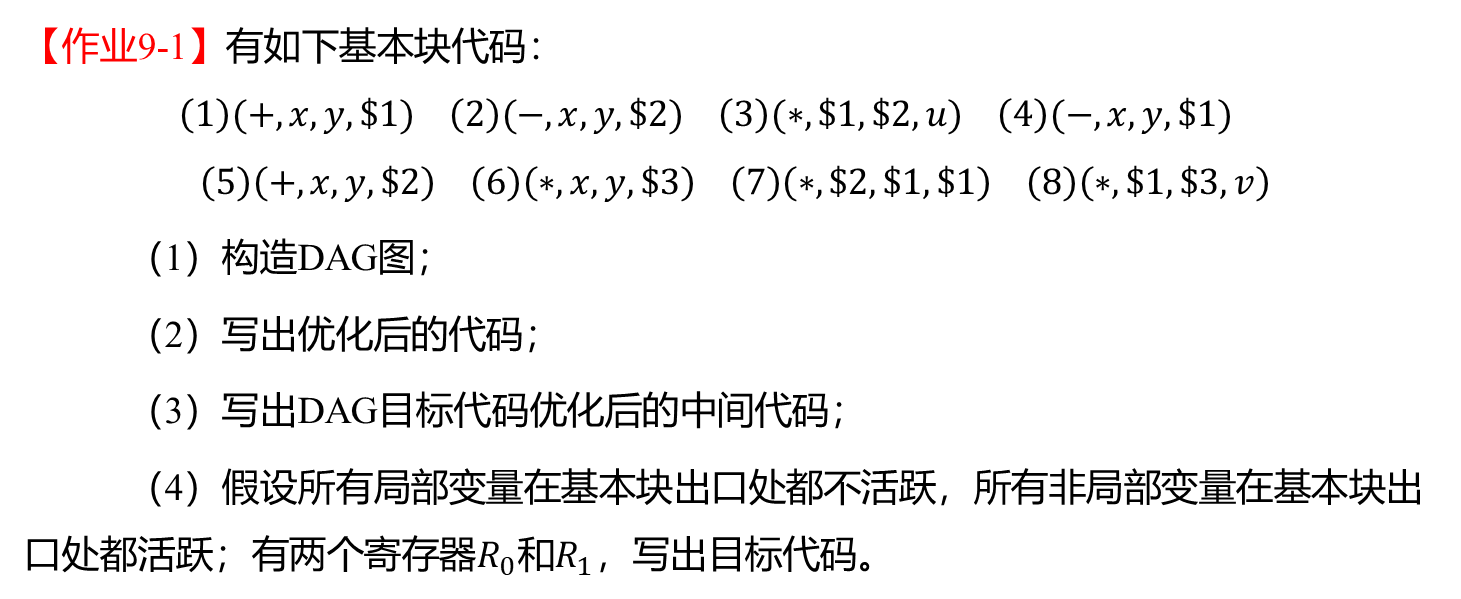 【作业9-1】有如下基本块代码：
(1)(+, x, y, $1) (2)(−, x, y, $2) (3)(∗, $1, $2, u) (4)(−, x, y, $1)
(5)(+, x, y, $2) (6)(∗, x, y, $3) (7)(∗, $2, $1, $1) (8)(∗, $1, $3, v)
（1）构造DAG图；
（2）写出优化后的代码；
（3）写出DAG目标代码优化后的中间代码；
（4）假设所有局部变量在基本块出口处都不活跃，所有非局部变量在基本块出
口处都活跃；有两个寄存器R₀和R₁，写出目标代码。